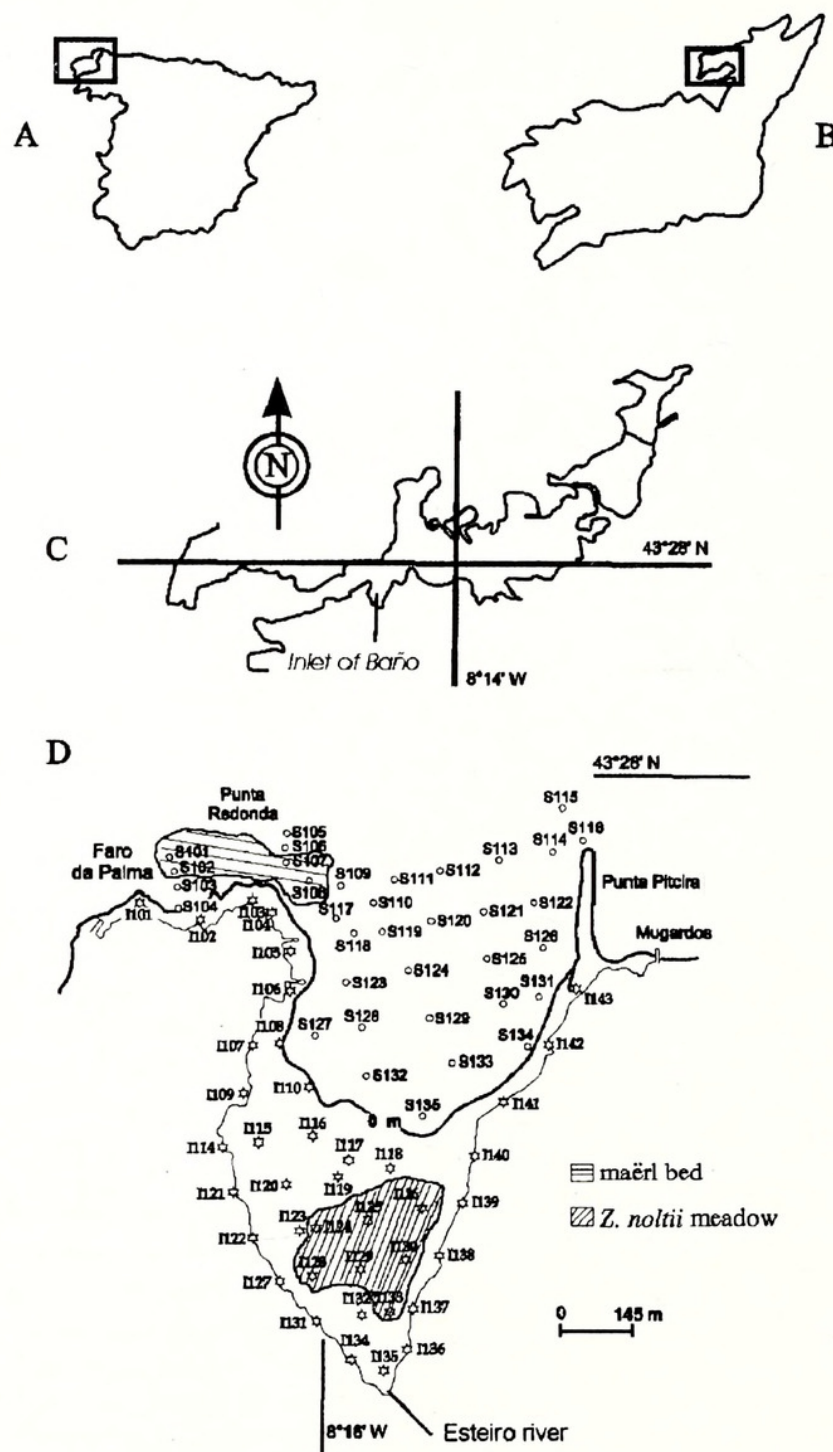 A
B
N
C
43°28' N
Inlet of Baño
8°14' W
D
43°28' N
Punta
Redonda
Faro
da Palma
S115
S116
S105
S106
S107
S113
S114
S101
S102
S103
S104
S108
S109
S111
S112
Punta Piteira
I101
I102
I103
I104
S117
S110
S118
S119
S120
S121
S122
Mugardos
I105
S126
S125
S124
I106
S123
S131
S130
I143
I108
S127
S128
S129
I107
S134
I142
S133
S132
I109
I110
I141
0 m
S135
I116
I114
I115
I117
I118
I140
maërl bed
I120
I119
I121
I126
I139
Z. noltii meadow
I123
I124
I125
I122
I138
I128
I129
I130
I127
I132
I133
I137
0 145 m
I131
I134
I136
I135
8°16' W
Esteiro river